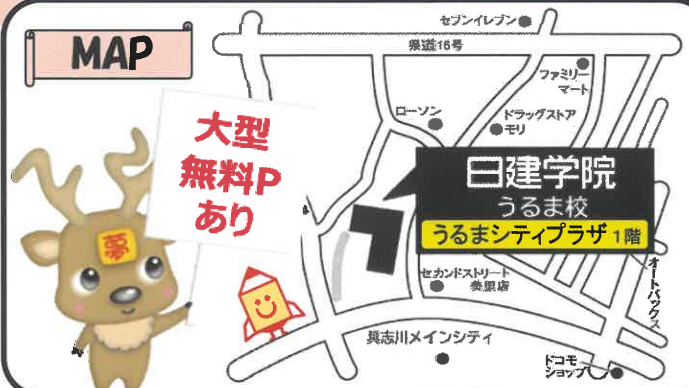 MAP
セブンイレブン
県道16号
ファミリー
マート
ローソン
ドラッグストア
モリ
大型
無料P
あり
日建学院
うるま校
うるまシティプラザ 1階
夢
セカンドストリート
美里店
オートバックス
具志川メインシティ
ドコモ
ショップ